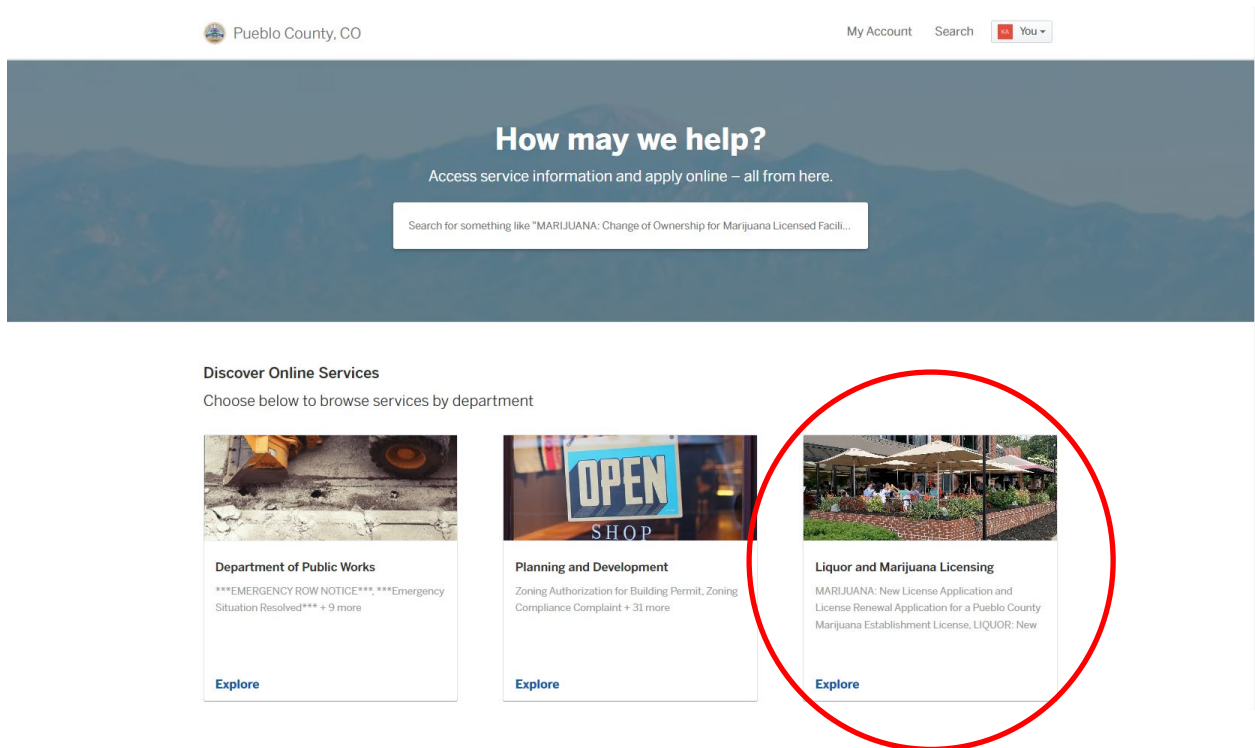 Pueblo County, CO
My Account Search KA You
How may we help?
Access service information and apply online – all from here.
Search for something like "MARIJUANA: Change of Ownership for Marijuana Licensed Facili...
Discover Online Services
Choose below to browse services by department
OPEN
SHOP
Department of Public Works
***EMERGENCY ROW NOTICE***, ***Emergency
Situation Resolved*** + 9 more
Explore
Planning and Development
Zoning Authorization for Building Permit, Zoning
Compliance Complaint + 31 more
Explore
Liquor and Marijuana Licensing
MARIJUANA: New License Application and
License Renewal Application for a Pueblo County
Marijuana Establishment License, LIQUOR: New
Explore